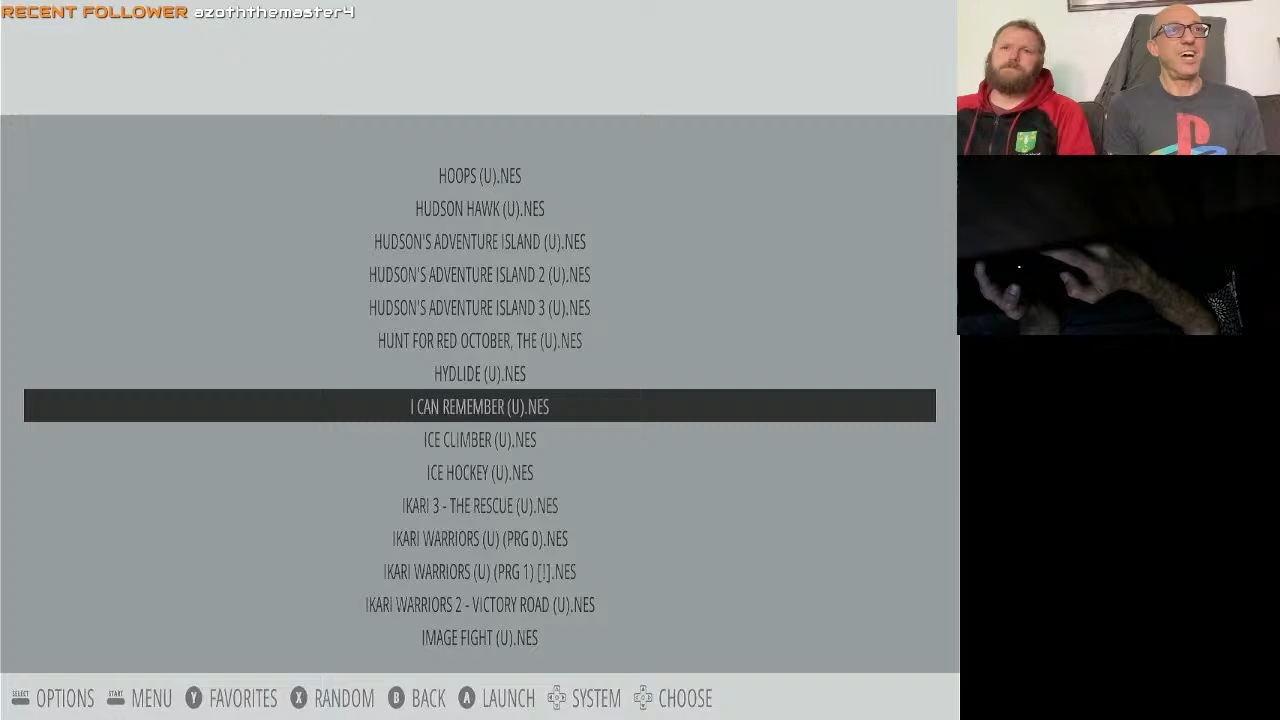 RECENT FOLLOWER azoththemaster4
HOOPS (U).NES
HUDSON HAWK (U).NES
HUDSON'S ADVENTURE ISLAND (U).NES
HUDSON'S ADVENTURE ISLAND 2 (U).NES
HUDSON'S ADVENTURE ISLAND 3 (U).NES
HUNT FOR RED OCTOBER, THE (U).NES
HYDLIDE (U).NES
I CAN REMEMBER (U).NES
ICE CLIMBER (U).NES
ICE HOCKEY (U).NES
IKARI 3 - THE RESCUE (U).NES
IKARI WARRIORS (U) (PRG 0).NES
IKARI WARRIORS (U) (PRG 1) [!].NES
IKARI WARRIORS 2 - VICTORY ROAD (U).NES
IMAGE FIGHT (U).NES
SELECT OPTIONS START MENU Y FAVORITES X RANDOM B BACK A LAUNCH SYSTEM CHOOSE